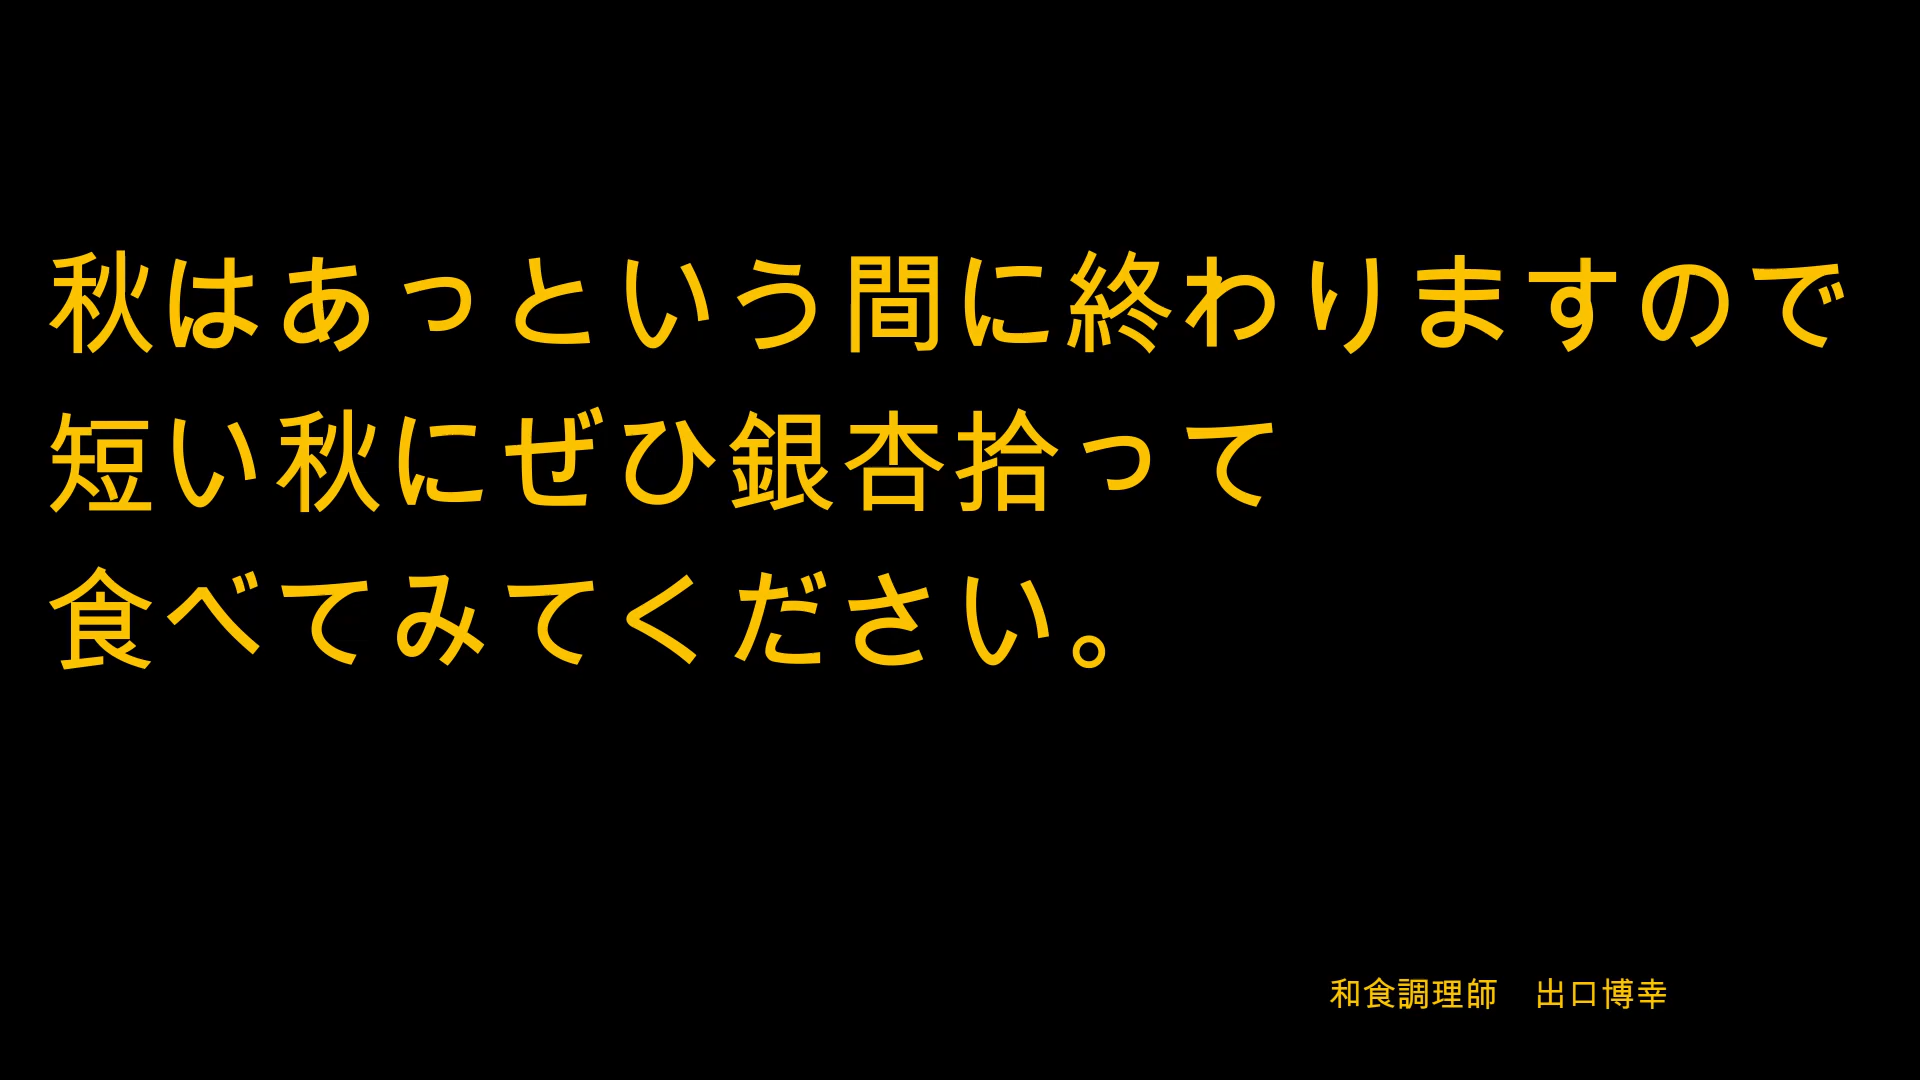 秋はあっという間に終わりますので
短い秋にぜひ銀杏拾って
食べてみてください。
和食調理師　出口博幸